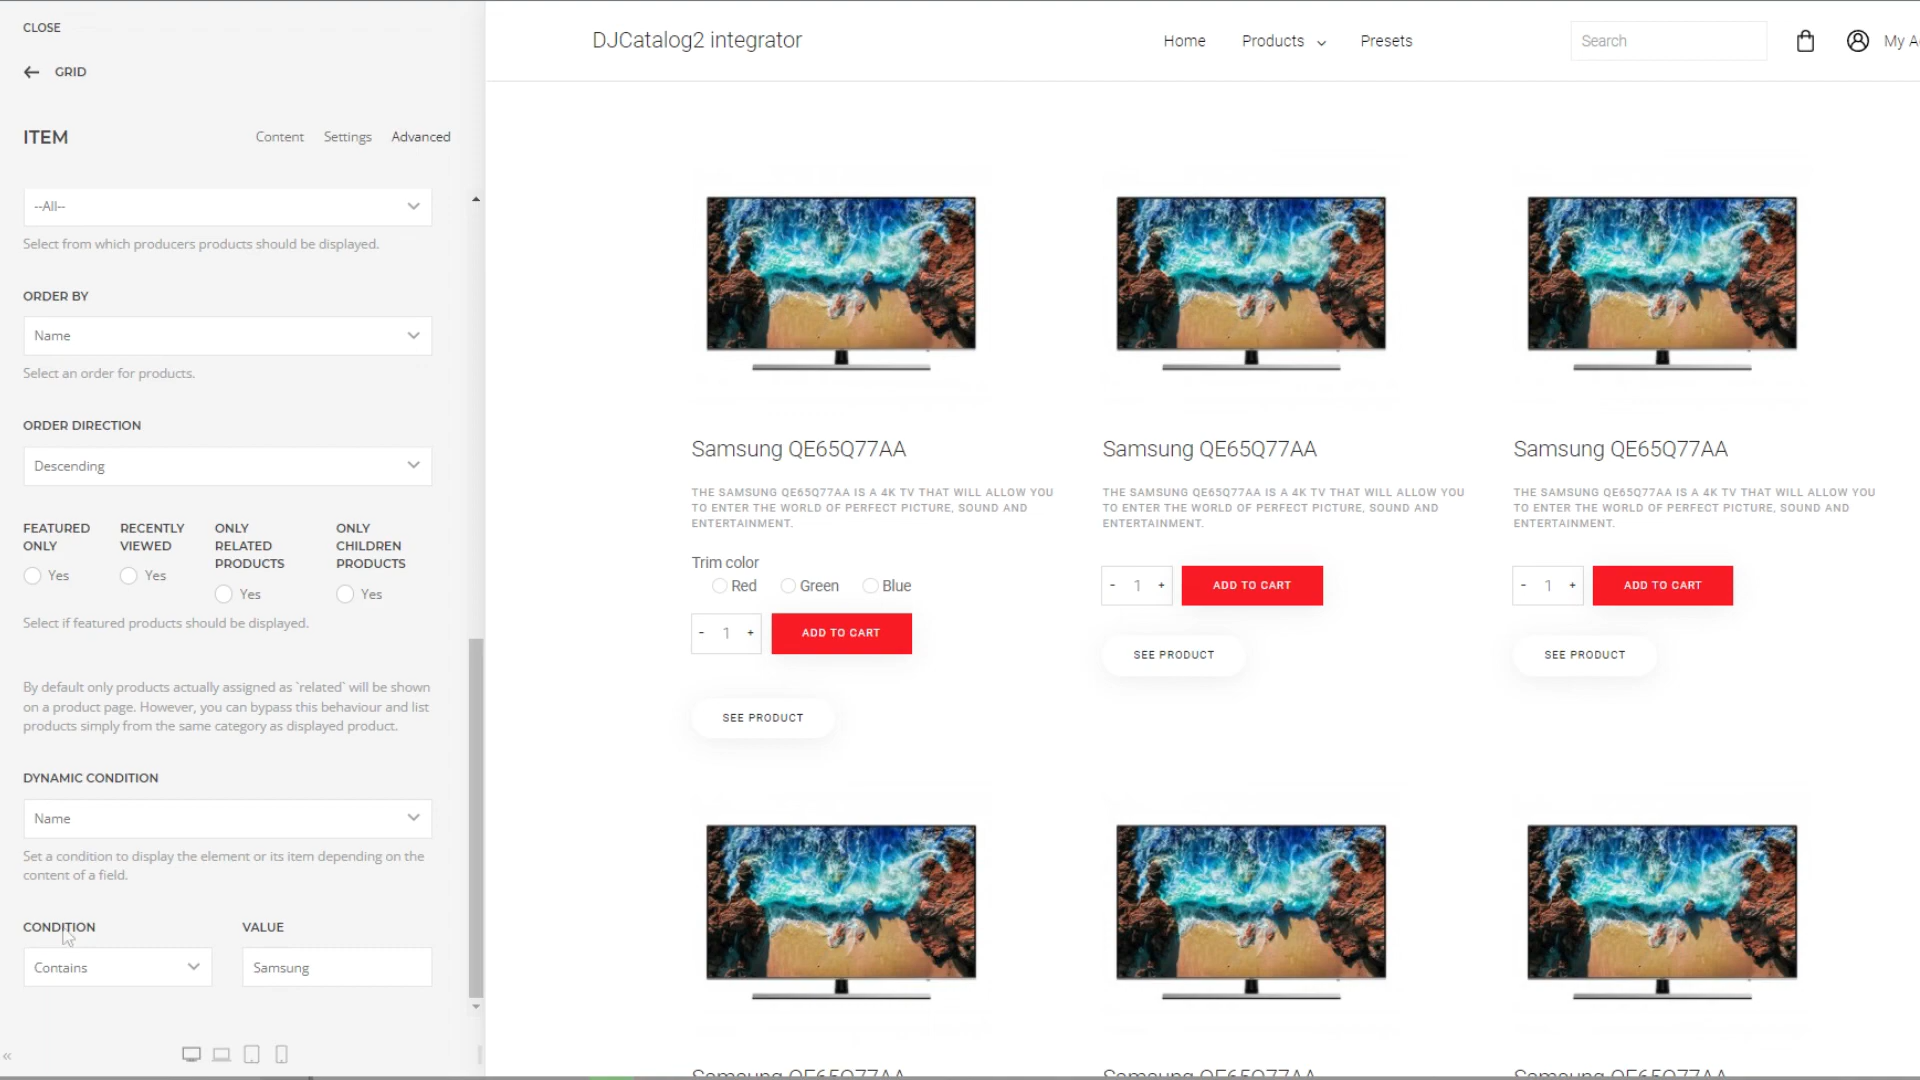 CLOSE
GRID
ITEM
Content
Settings
Advanced
--All--
Select from which producers products should be displayed.
ORDER BY
Name
Select an order for products.
ORDER DIRECTION
Descending
FEATURED
ONLY
Yes
RECENTLY
VIEWED
Yes
ONLY
RELATED
PRODUCTS
Yes
ONLY
CHILDREN
PRODUCTS
Yes
Select if featured products should be displayed.
By default only products actually assigned as `related` will be shown
on a product page. However, you can bypass this behaviour and list
products simply from the same category as displayed product.
DYNAMIC CONDITION
Name
Set a condition to display the element or its item depending on the
content of a field.
CONDITION
Contains
VALUE
Samsung
«
DJCatalog2 integrator
Home
Products
Presets
Search
My A
Samsung QE65Q77AA
THE SAMSUNG QE65Q77AA IS A 4K TV THAT WILL ALLOW YOU
TO ENTER THE WORLD OF PERFECT PICTURE, SOUND AND
ENTERTAINMENT.
Trim color
Red
Green
Blue
- 1 +
ADD TO CART
SEE PRODUCT
Samsung QE65Q77AA
THE SAMSUNG QE65Q77AA IS A 4K TV THAT WILL ALLOW YOU
TO ENTER THE WORLD OF PERFECT PICTURE, SOUND AND
ENTERTAINMENT.
- 1 +
ADD TO CART
SEE PRODUCT
Samsung QE65Q77AA
THE SAMSUNG QE65Q77AA IS A 4K TV THAT WILL ALLOW YOU
TO ENTER THE WORLD OF PERFECT PICTURE, SOUND AND
ENTERTAINMENT.
- 1 +
ADD TO CART
SEE PRODUCT
Samsung QE65Q77AA
Samsung QE65Q77AA
Samsung QE65Q77AA